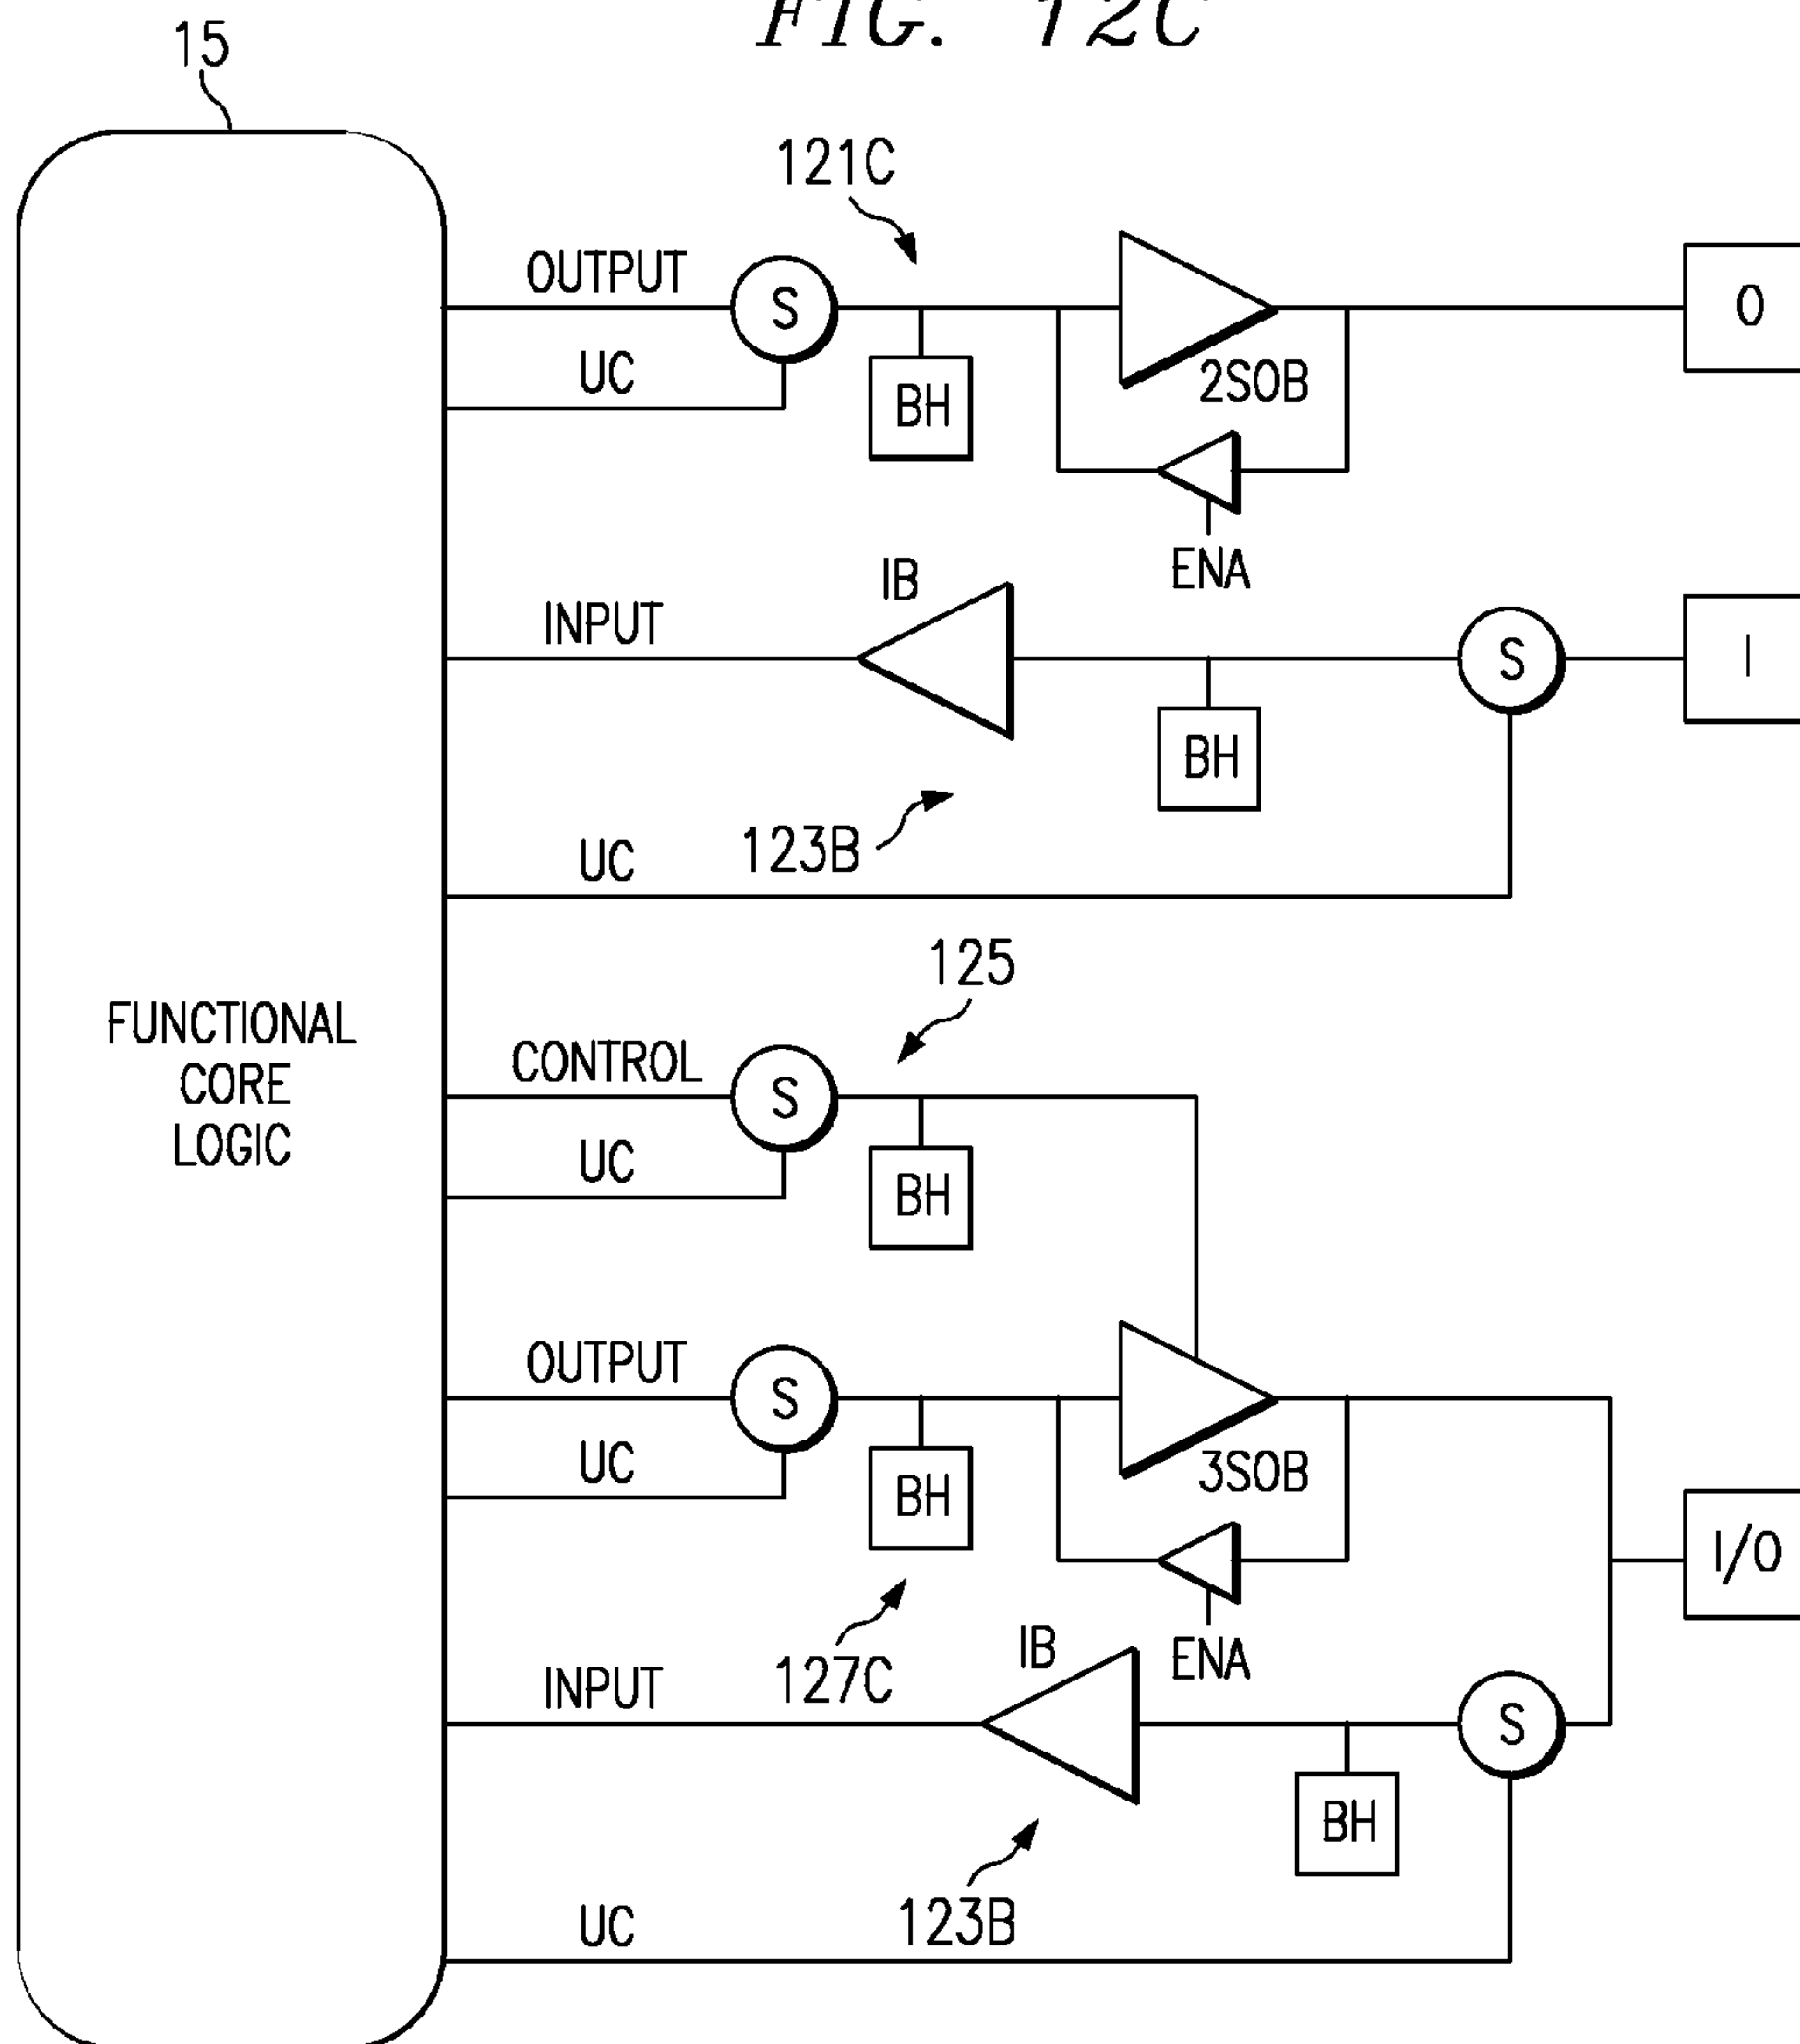 FIG. 12C
15
121C
OUTPUT
S
O
UC
BH
2SOB
ENA
IB
INPUT
S
I
BH
123B
UC
125
FUNCTIONAL
CORE
LOGIC
CONTROL
S
UC
BH
OUTPUT
S
UC
BH
3SOB
I/O
127C
IB
ENA
INPUT
S
BH
123B
UC